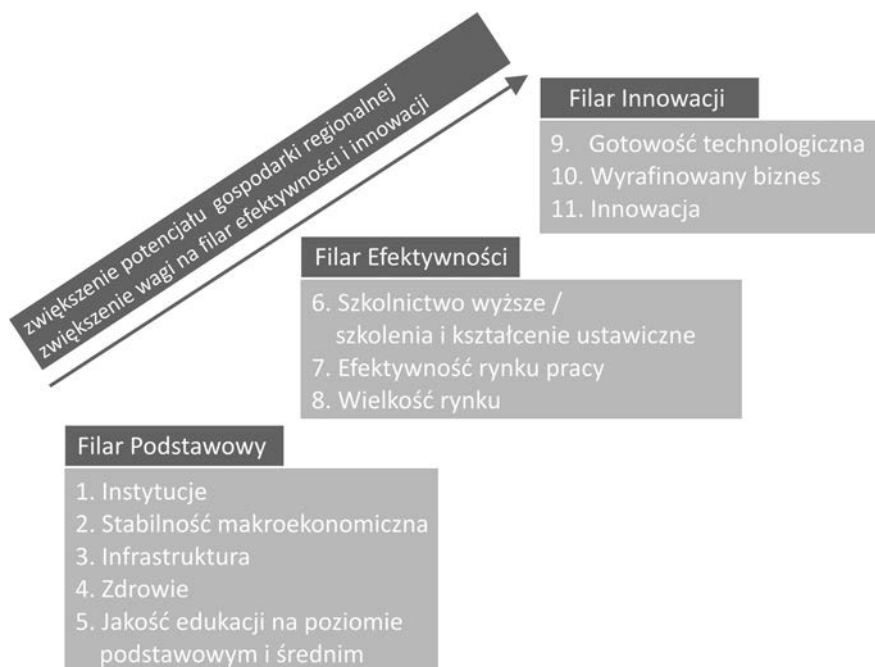 zwiększenie potencjału gospodarki regionalnej
zwiększenie wagi na filar efektywności i innowacji
Filar Innowacji
9. Gotowość technologiczna
10. Wyrafinowany biznes
11. Innowacja
Filar Efektywności
6. Szkolnictwo wyższe /
szkolenia i kształcenie ustawiczne
7. Efektywność rynku pracy
8. Wielkość rynku
Filar Podstawowy
1. Instytucje
2. Stabilność makroekonomiczna
3. Infrastruktura
4. Zdrowie
5. Jakość edukacji na poziomie
podstawowym i średnim